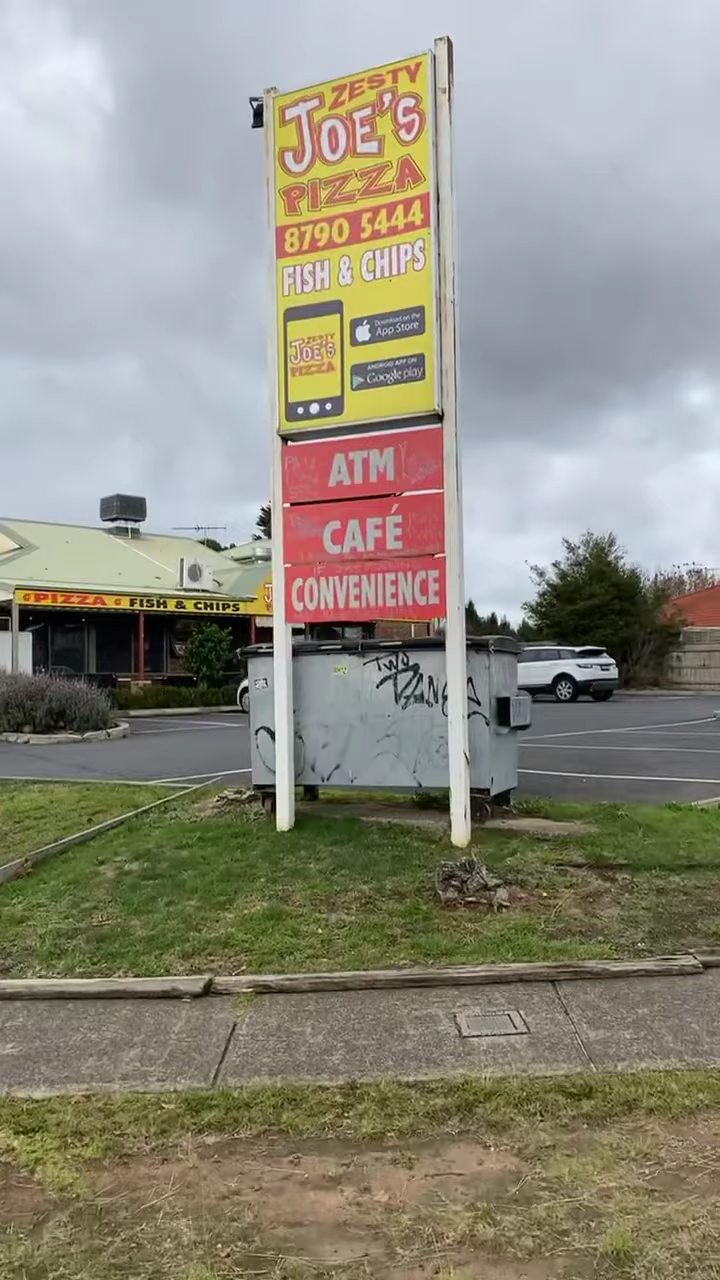 ZESTY
JOE'S
PIZZA
8790 5444
FISH & CHIPS
ZESTY
JOE'S
PIZZA
Download on the
App Store
ANDROID APP ON
Google play
ATM
CAFÉ
CONVENIENCE
PIZZA FISH & CHIPS